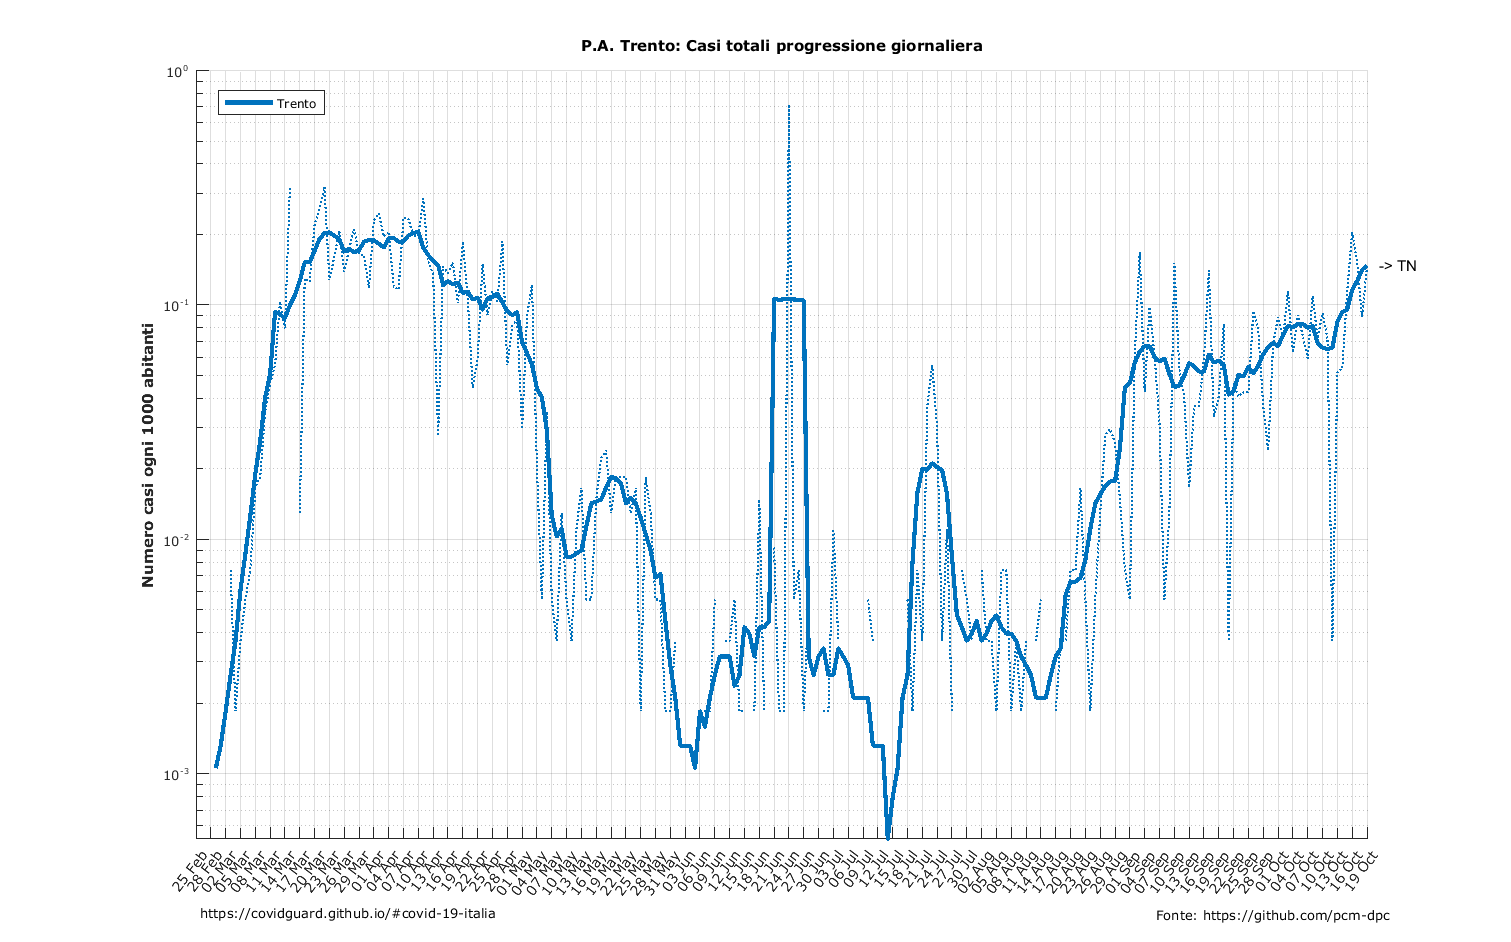 P.A. Trento: Casi totali progressione giornaliera
10⁰
Trento
-> TN
10⁻¹
Numero casi ogni 1000 abitanti
10⁻²
10⁻³
25 Feb
28 Feb
02 Mar
05 Mar
08 Mar
11 Mar
14 Mar
17 Mar
20 Mar
23 Mar
26 Mar
29 Mar
01 Apr
04 Apr
07 Apr
10 Apr
13 Apr
16 Apr
19 Apr
22 Apr
25 Apr
28 Apr
01 May
04 May
07 May
10 May
13 May
16 May
19 May
22 May
25 May
28 May
31 May
03 Jun
06 Jun
09 Jun
12 Jun
15 Jun
18 Jun
21 Jun
24 Jun
27 Jun
30 Jun
03 Jul
06 Jul
09 Jul
12 Jul
15 Jul
18 Jul
21 Jul
24 Jul
27 Jul
30 Jul
02 Aug
05 Aug
08 Aug
11 Aug
14 Aug
17 Aug
20 Aug
23 Aug
26 Aug
29 Aug
01 Sep
04 Sep
07 Sep
10 Sep
13 Sep
16 Sep
19 Sep
22 Sep
25 Sep
28 Sep
01 Oct
04 Oct
07 Oct
10 Oct
13 Oct
16 Oct
19 Oct
https://covidguard.github.io/#covid-19-italia
Fonte: https://github.com/pcm-dpc